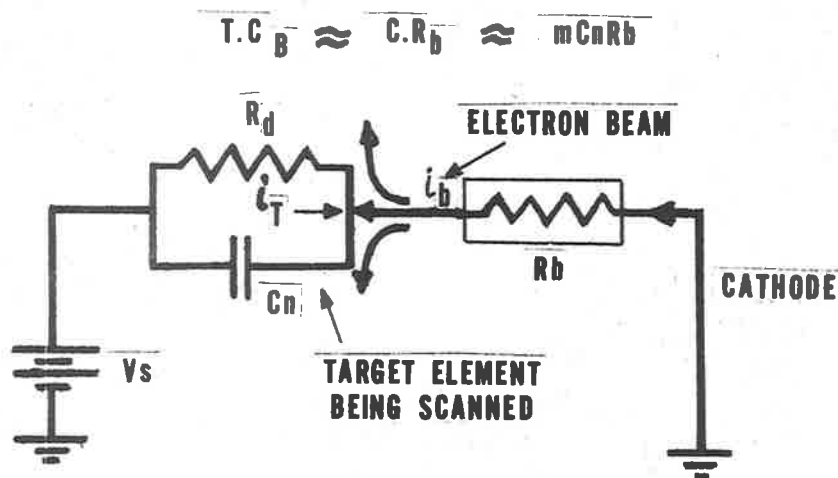 T.C B ≈ C.Rb ≈ mCnRb
Rd
ELECTRON BEAM
iT
ib
Rb
Cn
CATHODE
Vs
TARGET ELEMENT
BEING SCANNED